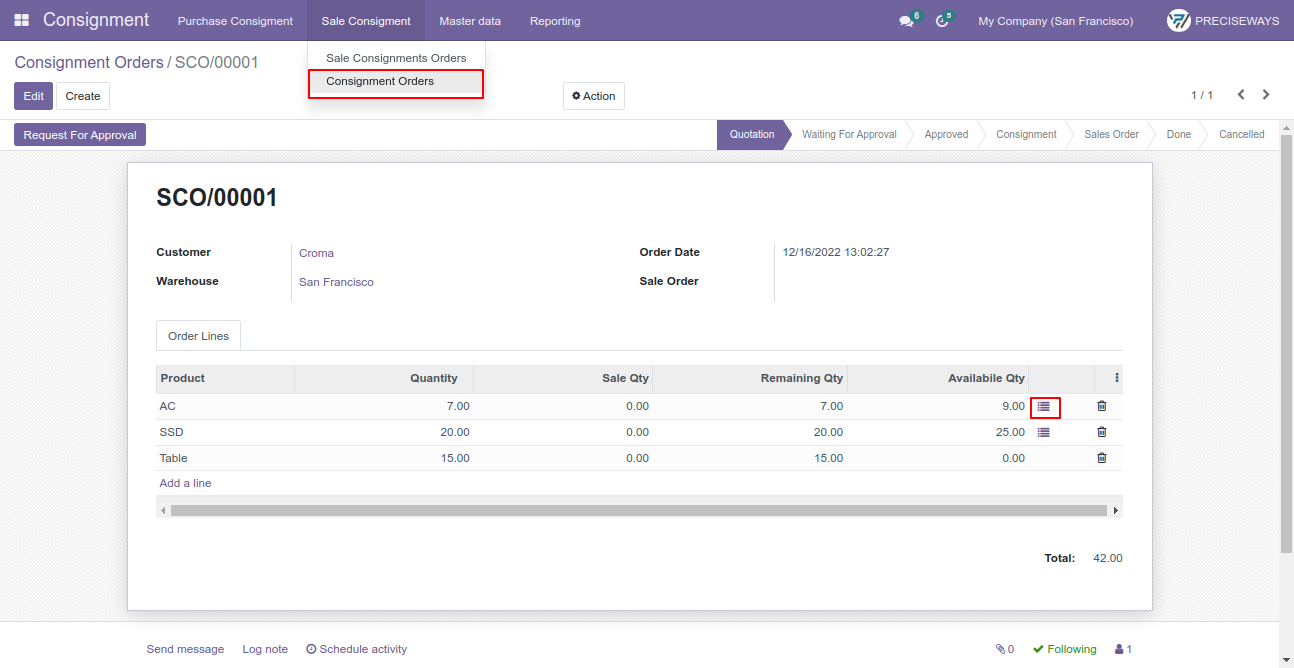 Consignment Purchase Consigment Sale Consigment Master data Reporting 6 5 My Company (San Francisco) PRECISEWAYS
Sale Consignments Orders
Consignment Orders
Consignment Orders / SCO/00001
Edit Create Action 1 / 1
Request For Approval Quotation Waiting For Approval Approved Consignment Sales Order Done Cancelled
SCO/00001
Customer Croma Order Date 12/16/2022 13:02:27
Warehouse San Francisco Sale Order
Order Lines
Product Quantity Sale Qty Remaining Qty Availabile Qty
AC 7.00 0.00 7.00 9.00
SSD 20.00 0.00 20.00 25.00
Table 15.00 0.00 15.00 0.00
Add a line
Total: 42.00
Send message Log note Schedule activity 0 Following 1